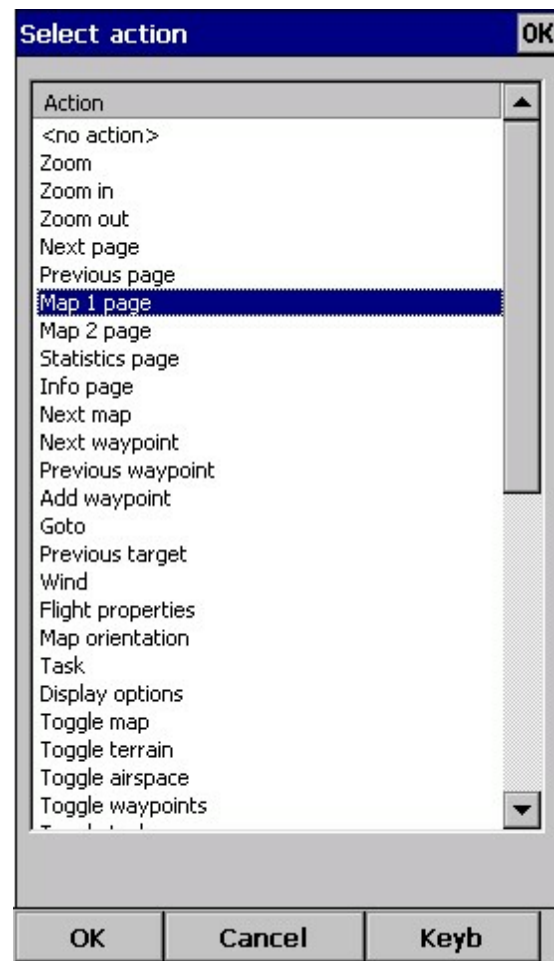 Select action OK
Action
<no action>
Zoom
Zoom in
Zoom out
Next page
Previous page
Map 1 page
Map 2 page
Statistics page
Info page
Next map
Next waypoint
Previous waypoint
Add waypoint
Goto
Previous target
Wind
Flight properties
Map orientation
Task
Display options
Toggle map
Toggle terrain
Toggle airspace
Toggle waypoints
OK Cancel Keyb